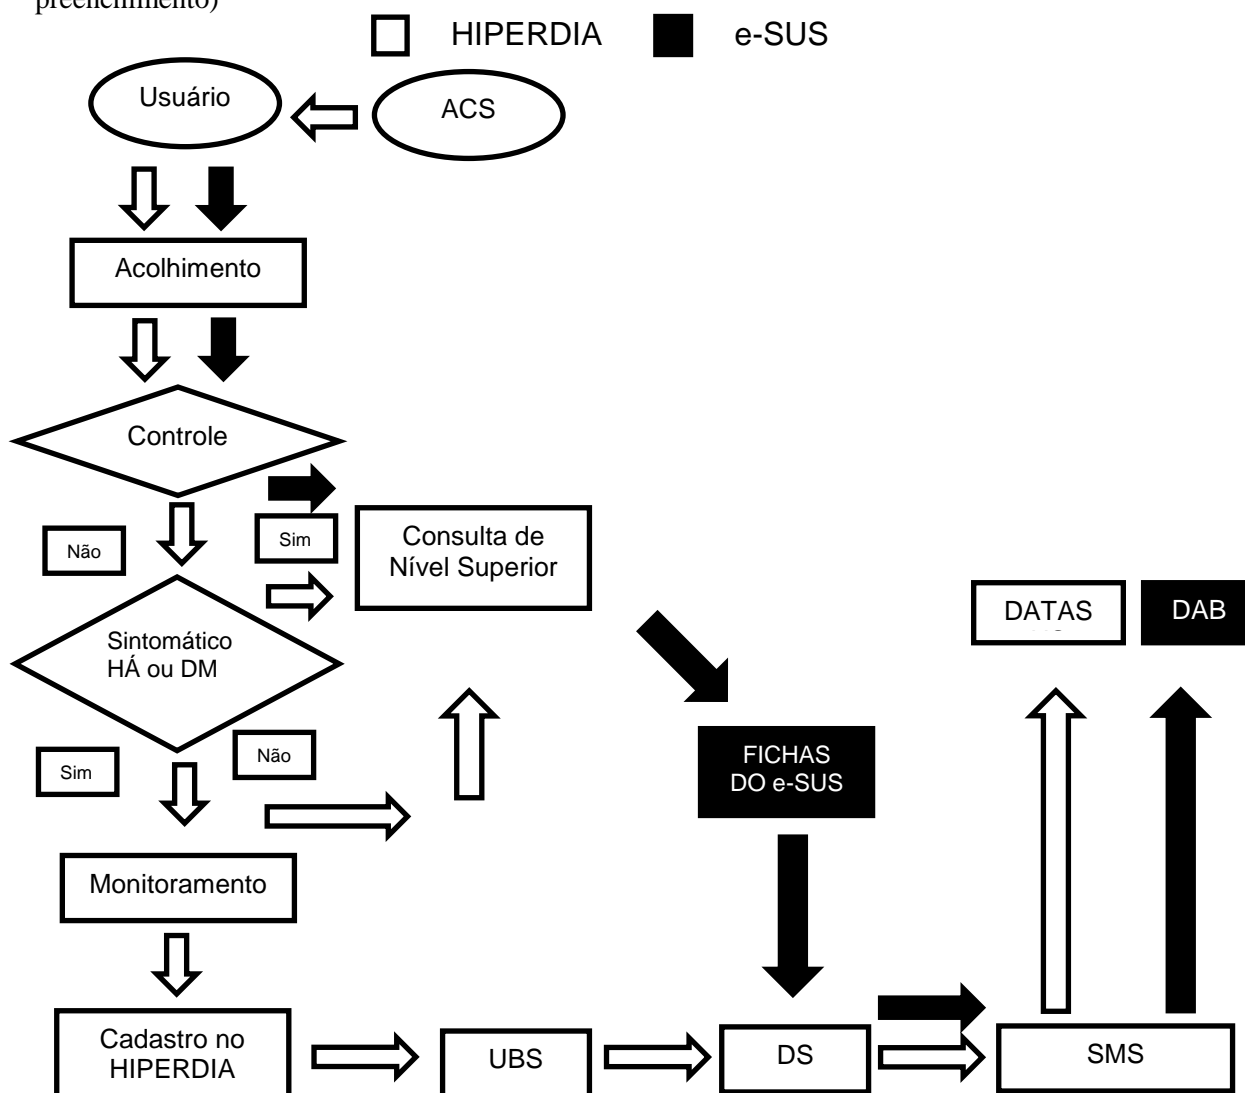 preenchimento)
HIPERDIA
e-SUS
Usuário
ACS
Acolhimento
Controle
Não
Sim
Consulta de
Nível Superior
Sintomático
HÁ ou DM
DATAS
DAB
Sim
Não
FICHAS
DO e-SUS
Monitoramento
Cadastro no
HIPERDIA
UBS
DS
SMS